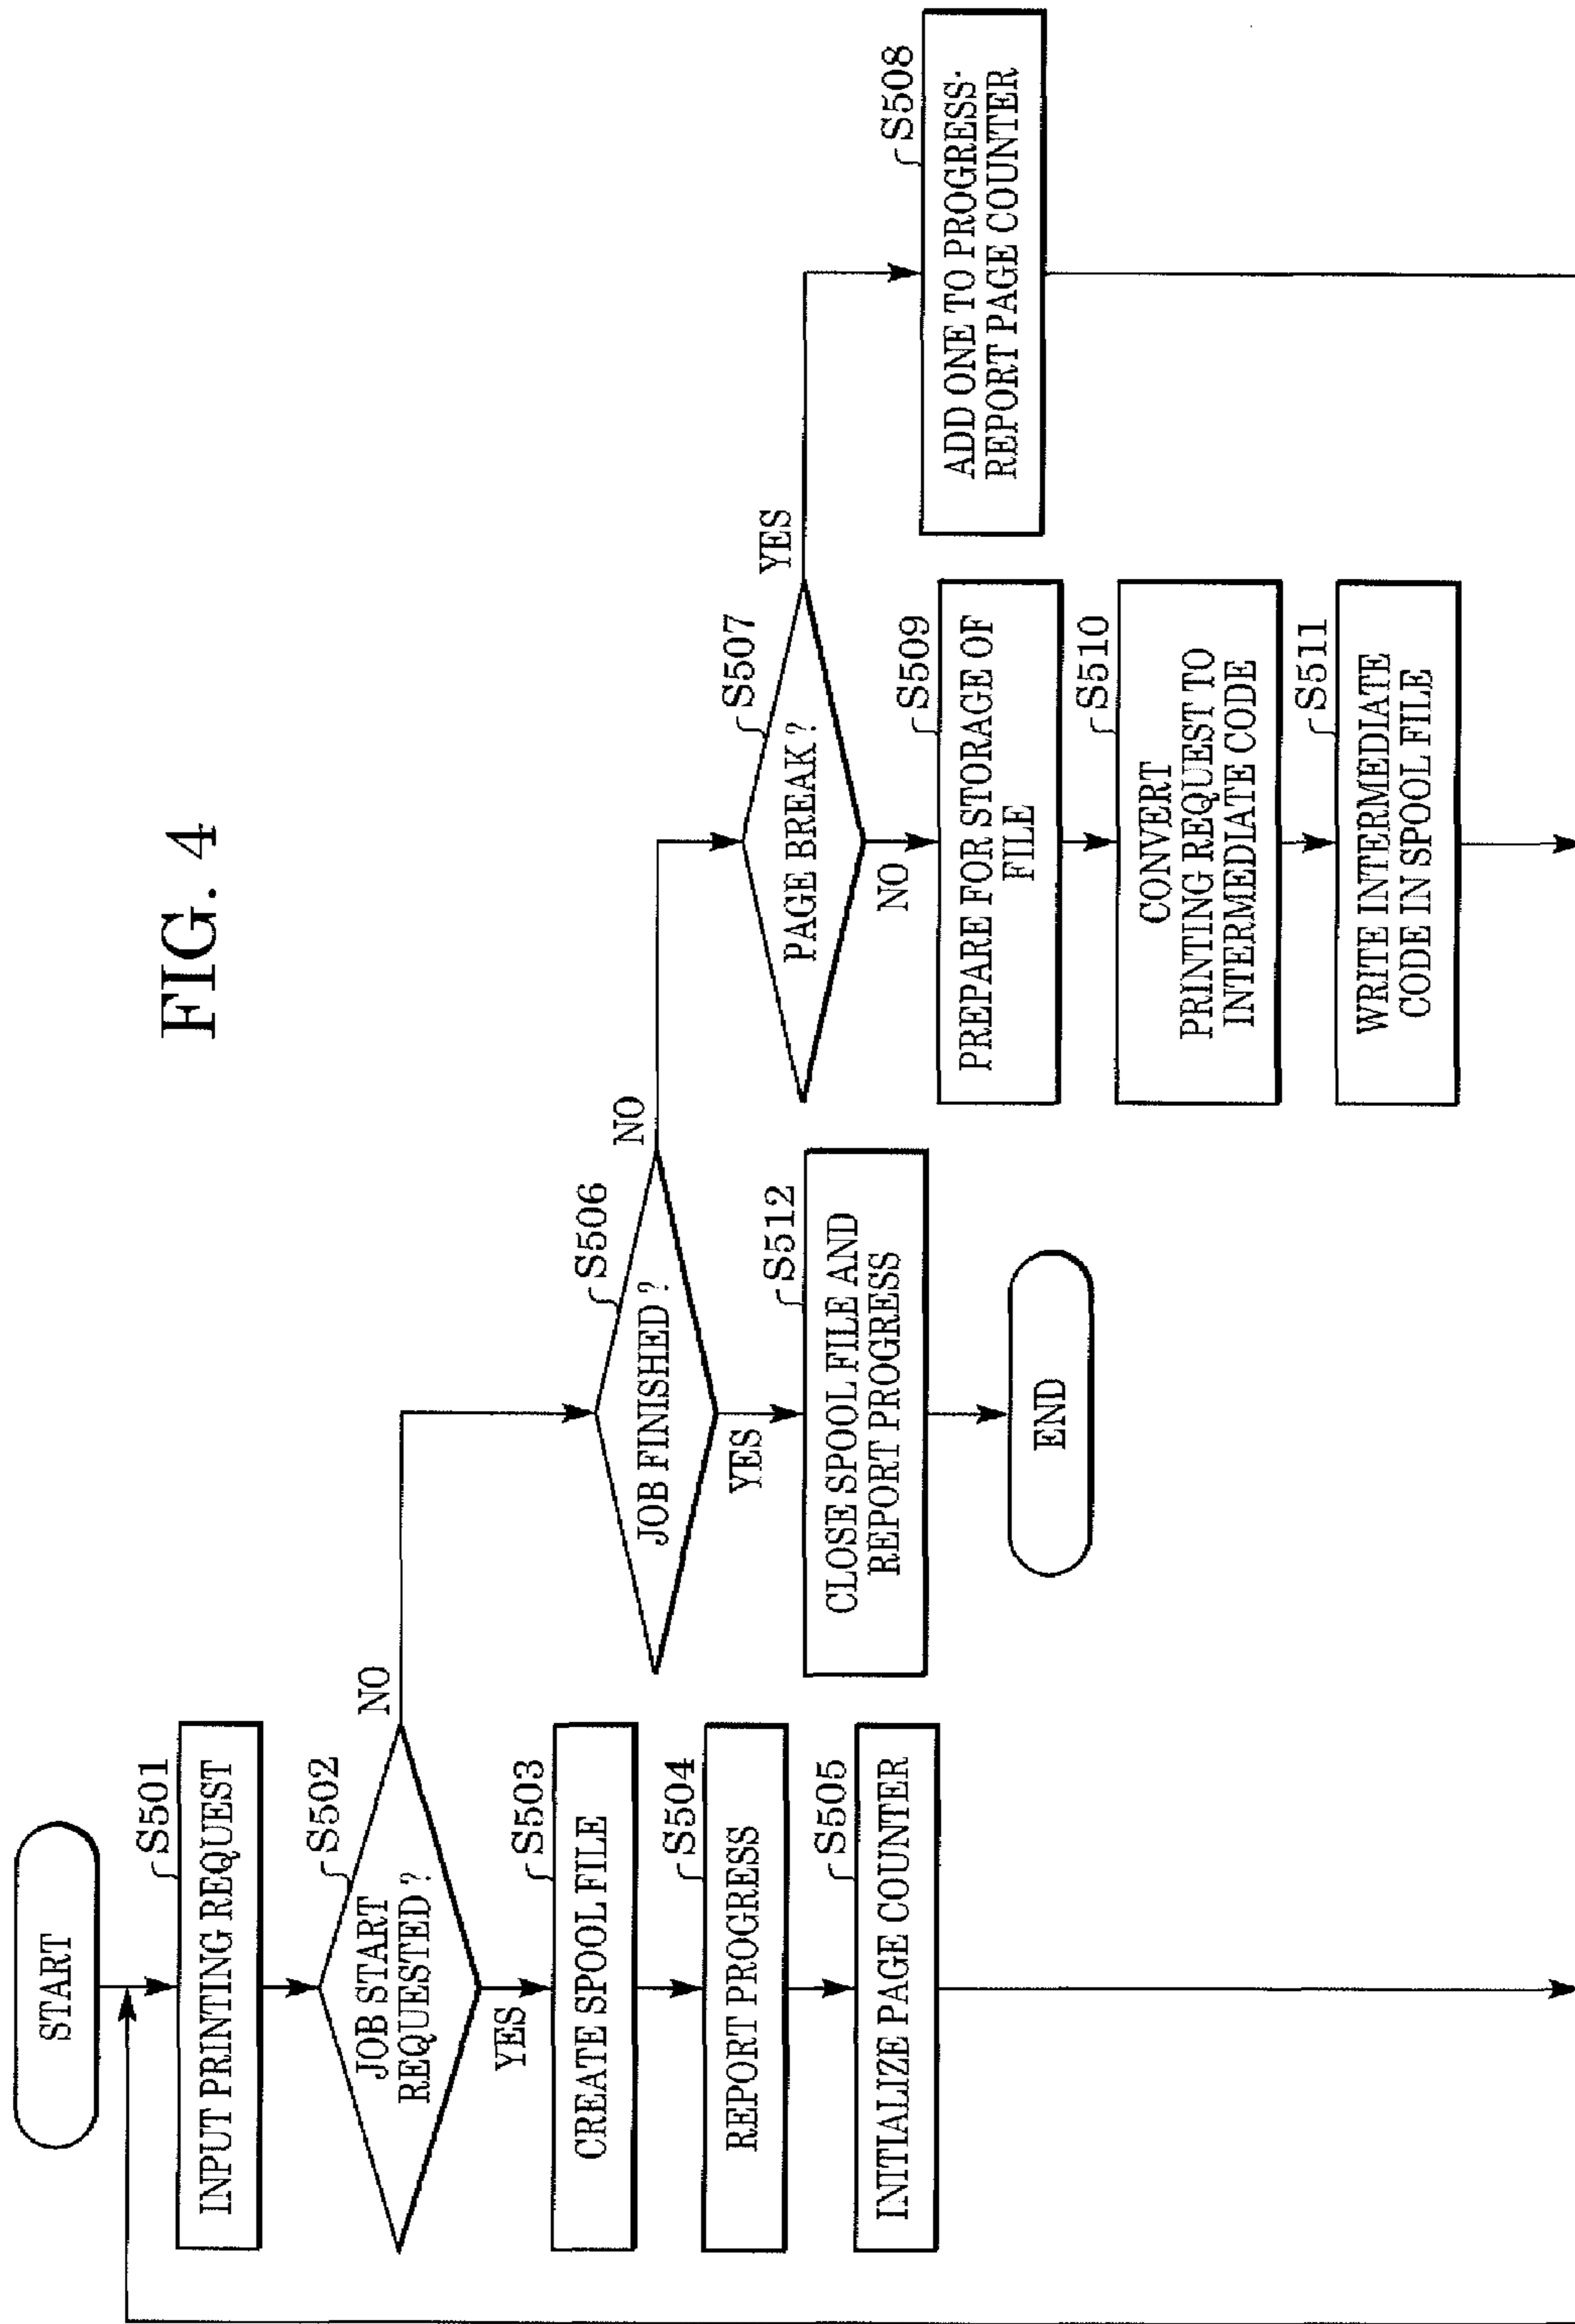 FIG. 4
START
S501
INPUT PRINTING REQUEST
S502
JOB START
REQUESTED ?
NO
YES
S503
CREATE SPOOL FILE
S504
REPORT PROGRESS
S505
INITIALIZE PAGE COUNTER
S506
JOB FINISHED ?
NO
YES
S512
CLOSE SPOOL FILE AND
REPORT PROGRESS
END
S507
PAGE BREAK ?
YES
NO
S508
ADD ONE TO PROGRESS-
REPORT PAGE COUNTER
S509
PREPARE FOR STORAGE OF
FILE
S510
CONVERT
PRINTING REQUEST TO
INTERMEDIATE CODE
S511
WRITE INTERMEDIATE
CODE IN SPOOL FILE